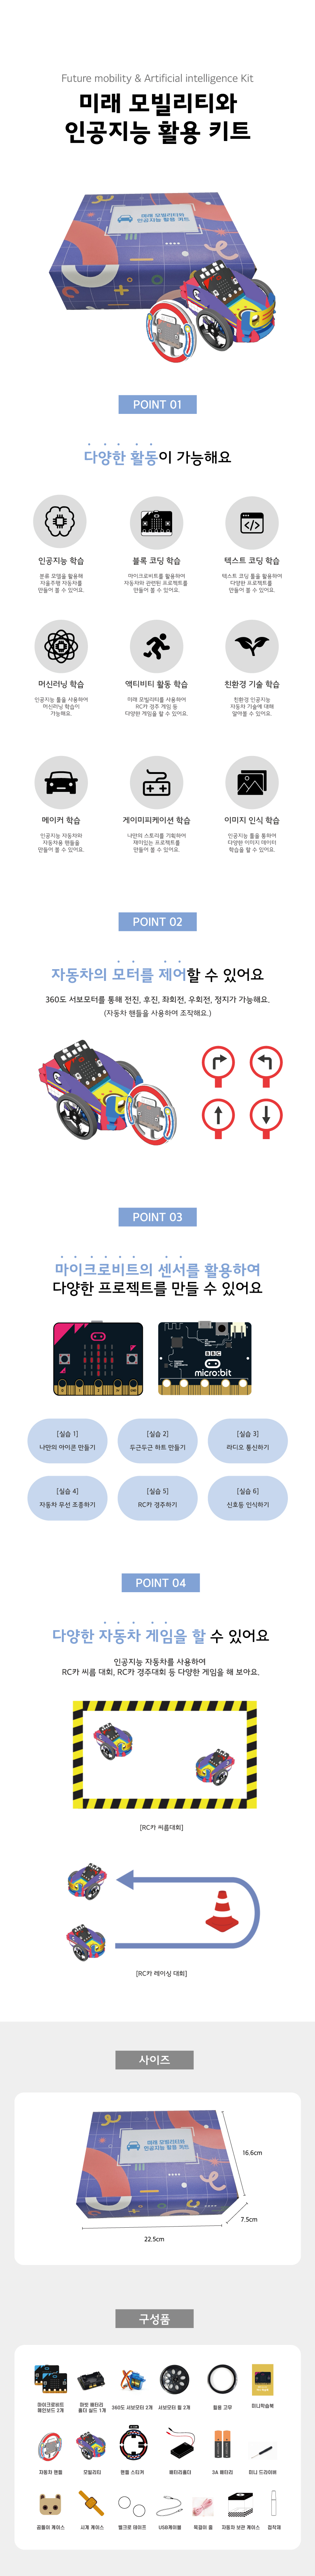 Future mobility & Artificial intelligence Kit
미래 모빌리티와
인공지능 활용 키트
미래 모빌리티와
인공지능 활용 키트
POINT 01
다양한 활동이 가능해요
인공지능 학습
분류 모델을 활용해
자율주행 자동차를
만들어 볼 수 있어요.
블록 코딩 학습
마이크로비트를 활용하여
자동차와 관련된 프로젝트를
만들어 볼 수 있어요.
텍스트 코딩 학습
텍스트 코딩 툴을 활용하여
다양한 프로젝트를
만들어 볼 수 있어요.
머신러닝 학습
인공지능 툴을 사용하여
머신러닝 학습이
가능해요.
액티비티 활동 학습
미래 모빌리티를 사용하여
RC카 경주 게임 등
다양한 게임을 할 수 있어요.
친환경 기술 학습
친환경 인공지능
자동차 기술에 대해
알아볼 수 있어요.
메이커 학습
인공지능 자동차와
자동차용 핸들을
만들어 볼 수 있어요.
게이미피케이션 학습
나만의 스토리를 기획하여
재미있는 프로젝트를
만들어 볼 수 있어요.
이미지 인식 학습
인공지능 툴을 통하여
다양한 이미지 데이터
학습을 할 수 있어요.
POINT 02
자동차의 모터를 제어할 수 있어요
360도 서보모터를 통해 전진, 후진, 좌회전, 우회전, 정지가 가능해요.
(자동차 핸들을 사용하여 조작해요.)
POINT 03
마이크로비트의 센서를 활용하여
다양한 프로젝트를 만들 수 있어요
BBC
micro:bit
[실습 1]
나만의 아이콘 만들기
[실습 2]
두근두근 하트 만들기
[실습 3]
라디오 통신하기
[실습 4]
자동차 무선 조종하기
[실습 5]
RC카 경주하기
[실습 6]
신호등 인식하기
POINT 04
다양한 자동차 게임을 할 수 있어요
인공지능 자동차를 사용하여
RC카 씨름 대회, RC카 경주대회 등 다양한 게임을 해 보아요.
[RC카 씨름대회]
[RC카 레이싱 대회]
사이즈
미래 모빌리티와
인공지능 활용 키트
16.6cm
7.5cm
22.5cm
구성품
마이크로비트
메인보드 2개
마벗 배터리
홀더 실드 1개
360도 서보모터 2개
서보모터 휠 2개
휠용 고무
미니학습북
자동차 핸들
모빌리티
핸들 스티커
배터리홀더
3A 배터리
미니 드라이버
곰돌이 케이스
시계 케이스
벨크로 테이프
USB케이블
목걸이 줄
자동차 보관 케이스
접착제